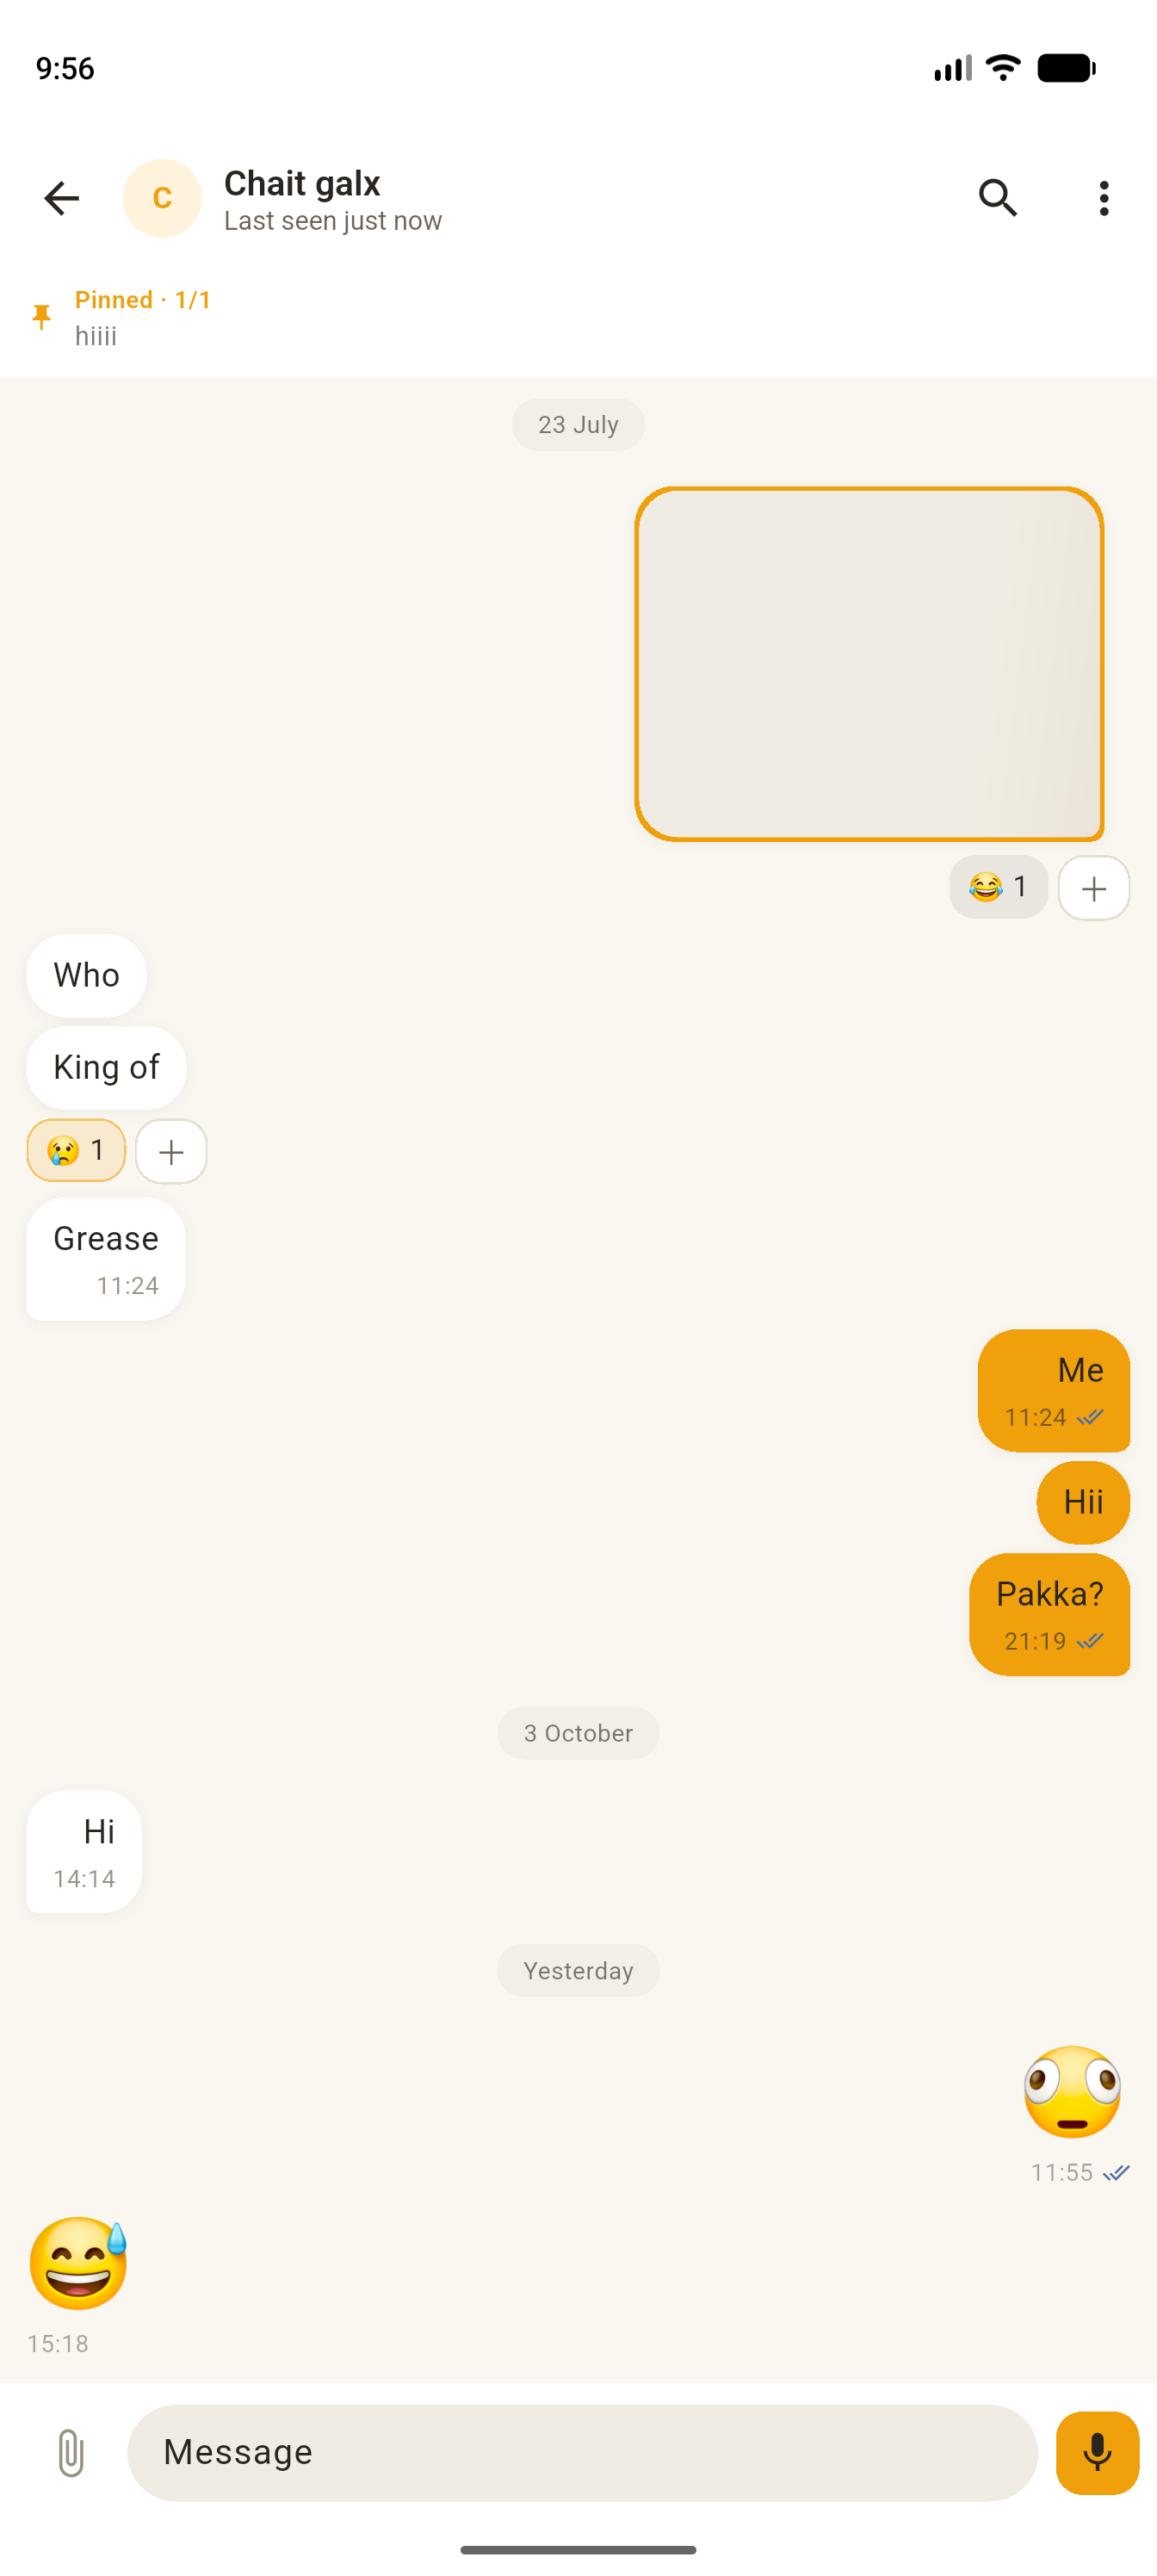 9:56
C
Chait galx
Last seen just now
Pinned · 1/1
hiiii
23 July
😂 1
Who
King of
😢 1
Grease
11:24
Me
11:24
Hii
Pakka?
21:19
3 October
Hi
14:14
Yesterday
🙄
11:55
😅
15:18
Message